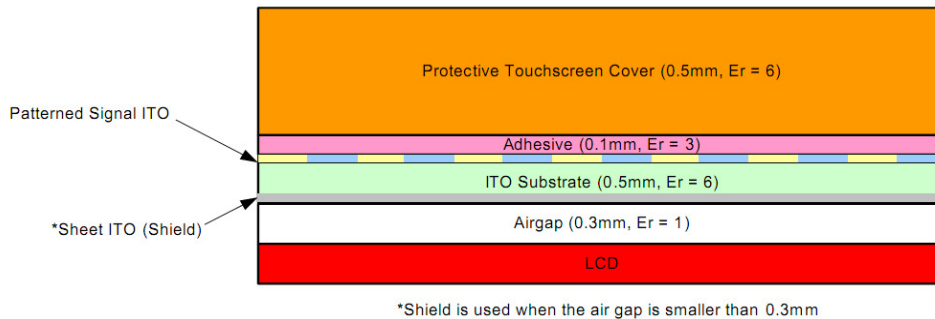 Protective Touchscreen Cover (0.5mm, Er = 6)
Patterned Signal ITO
Adhesive (0.1mm, Er = 3)
ITO Substrate (0.5mm, Er = 6)
*Sheet ITO (Shield)
Airgap (0.3mm, Er = 1)
LCD
*Shield is used when the air gap is smaller than 0.3mm